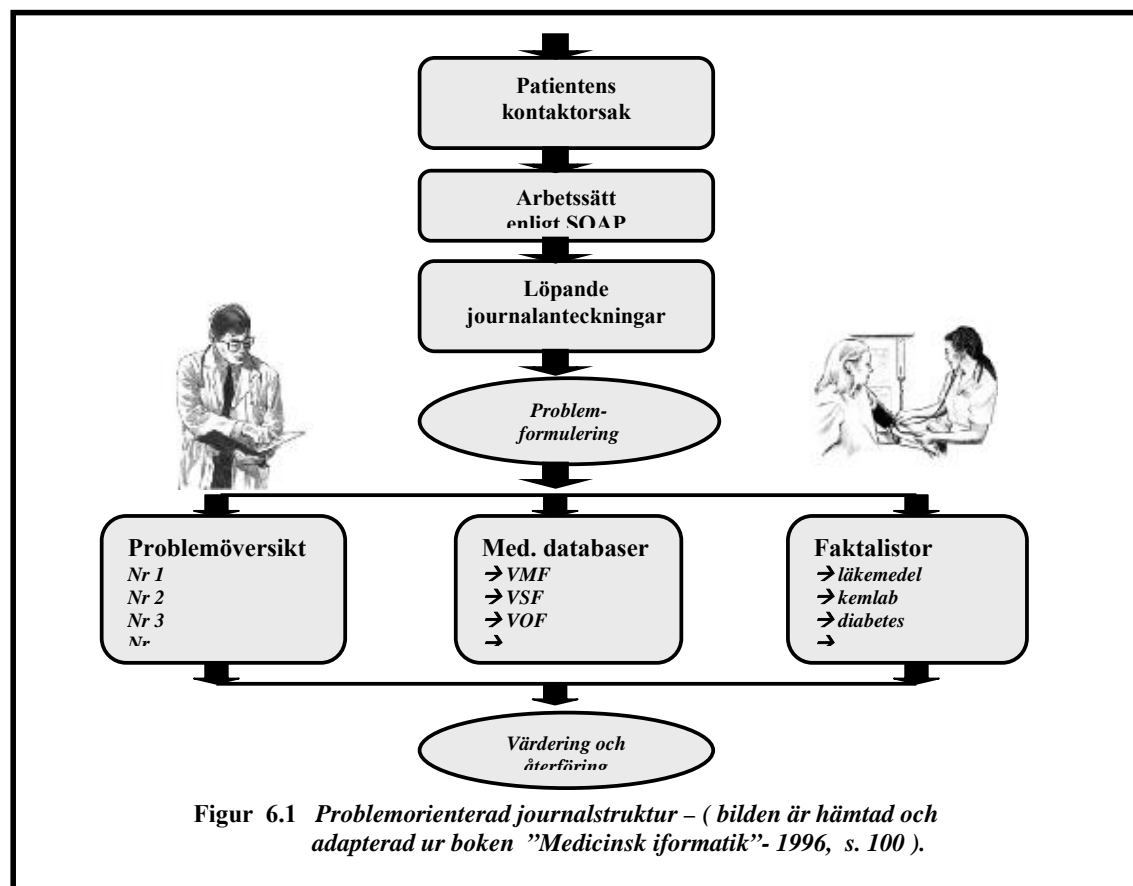 Patientens
kontaktorsak
Arbetssätt
enligt SOAP
Löpande
journalanteckningar
Problem-
formulering
Problemöversikt
Nr 1
Nr 2
Nr 3
Nr
Med. databaser
→ VMF
→ VSF
→ VOF
→
Faktalistor
→ läkemedel
→ kemlab
→ diabetes
→
Värdering och
återföring
Figur 6.1 Problemorienterad journalstruktur – ( bilden är hämtad och
adapterad ur boken ”Medicinsk iformatik”- 1996, s. 100 ).